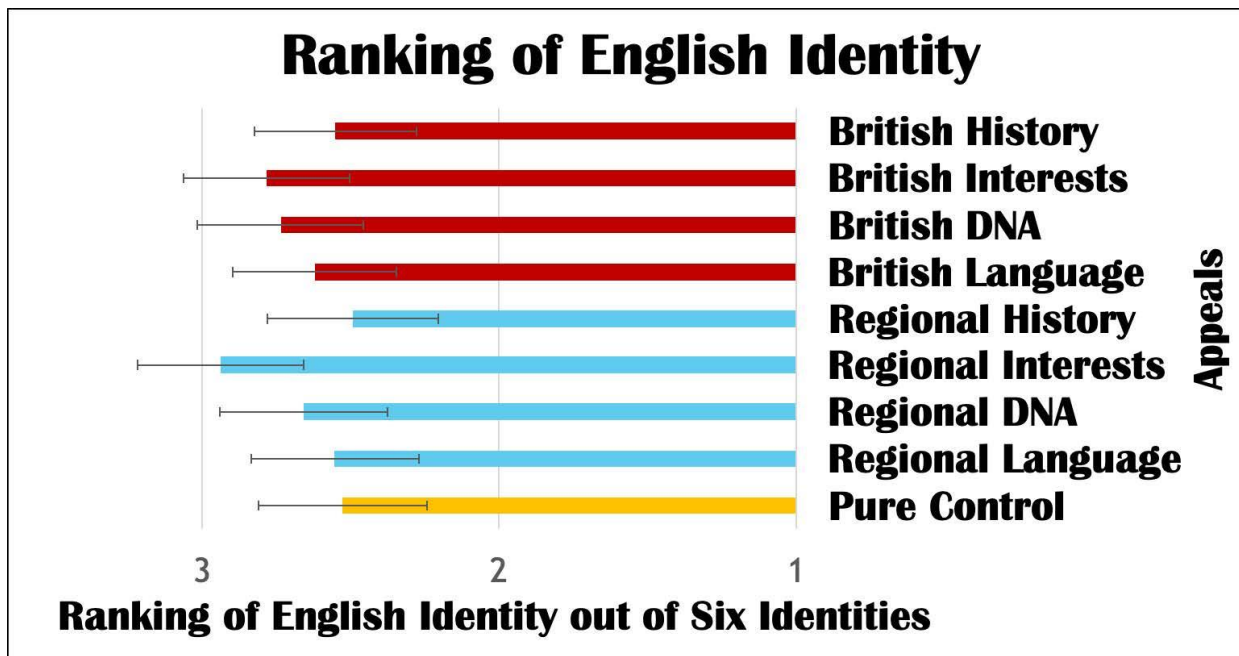 Ranking of English Identity
British History
British Interests
British DNA
British Language
Regional History
Regional Interests
Regional DNA
Regional Language
Pure Control
Appeals
3 2 1
Ranking of English Identity out of Six Identities